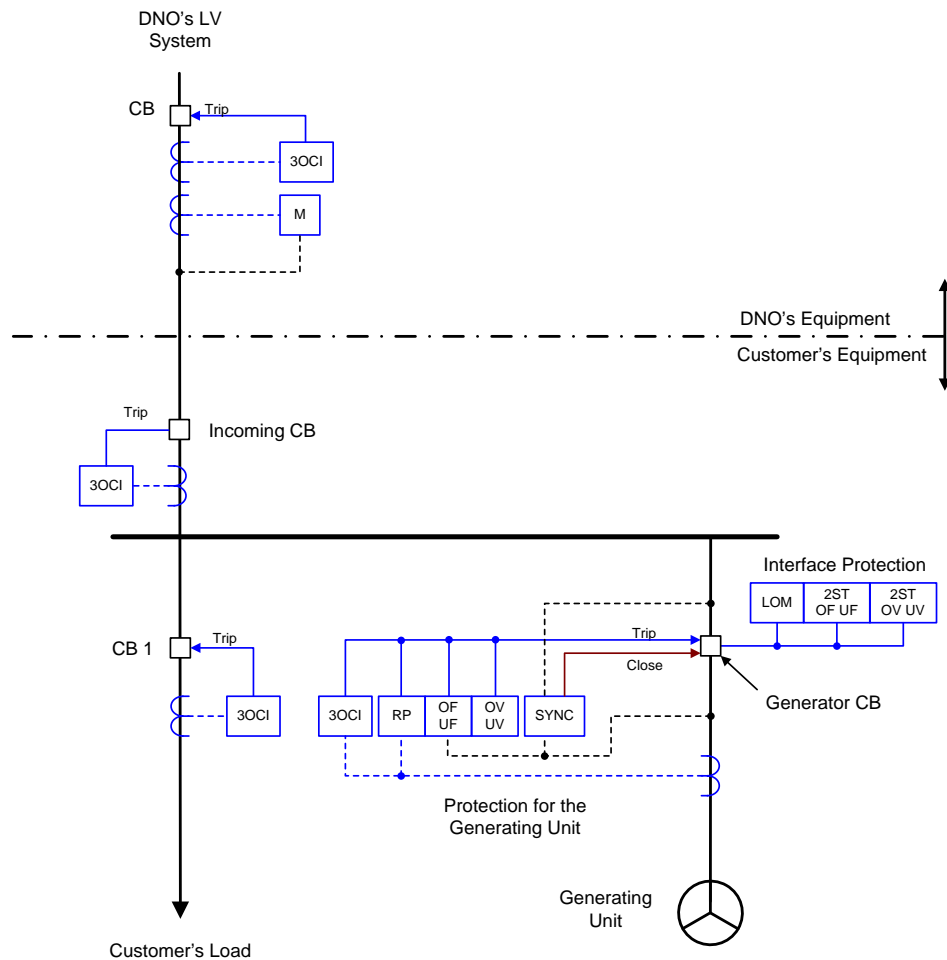 DNO's LV
System
CB
Trip
3OCI
M
DNO's Equipment
Customer's Equipment
Trip
Incoming CB
3OCI
Interface Protection
LOM
2ST
OF UF
2ST
OV UV
CB 1
Trip
3OCI
Trip
Close
3OCI
RP
OF
UF
OV
UV
SYNC
Generator CB
Protection for the
Generating Unit
Generating
Unit
Customer's Load